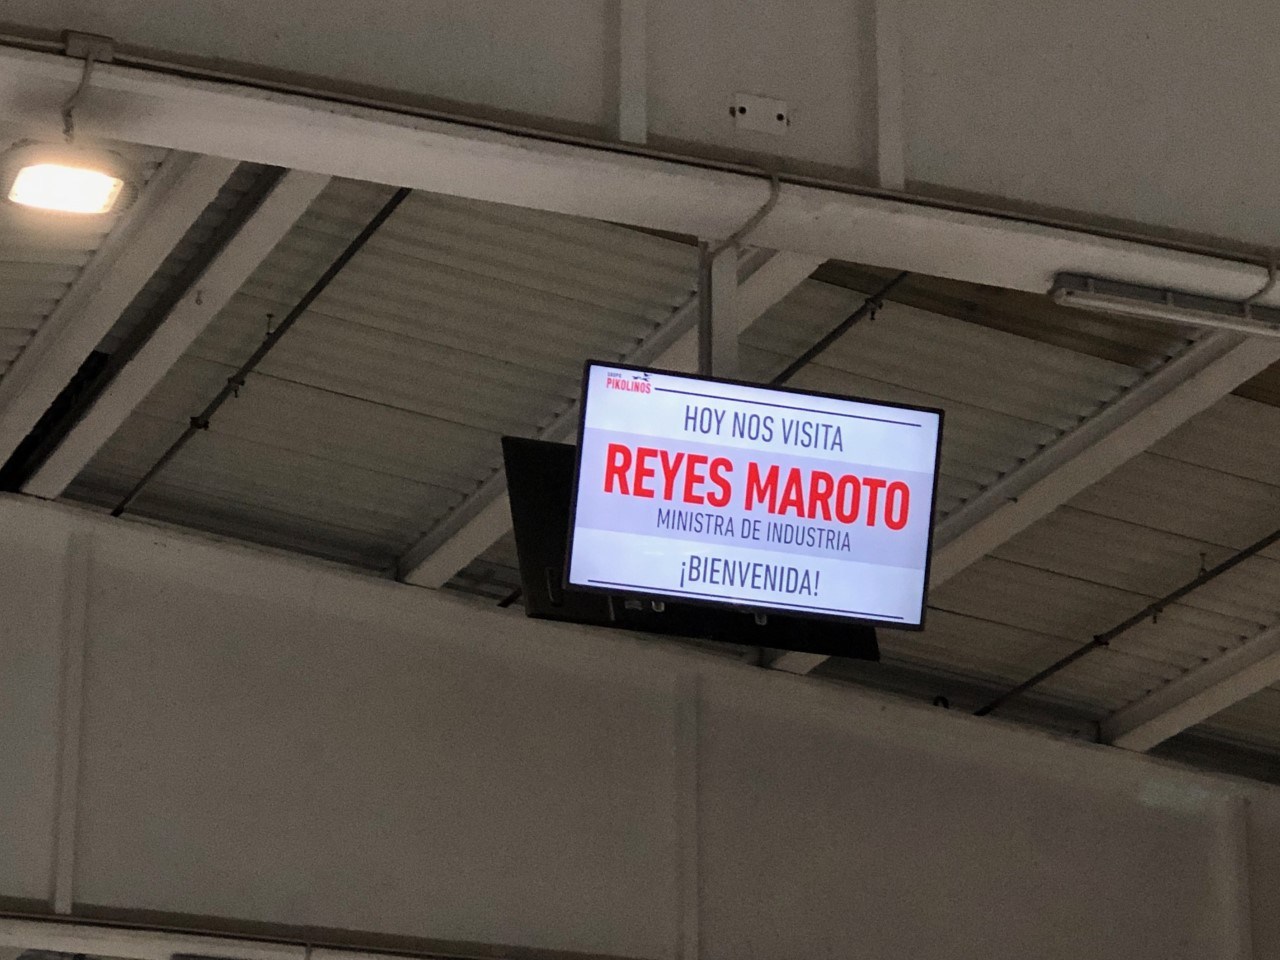 GRUPO
PIKOLINOS
HOY NOS VISITA
REYES MAROTO
MINISTRA DE INDUSTRIA
¡BIENVENIDA!